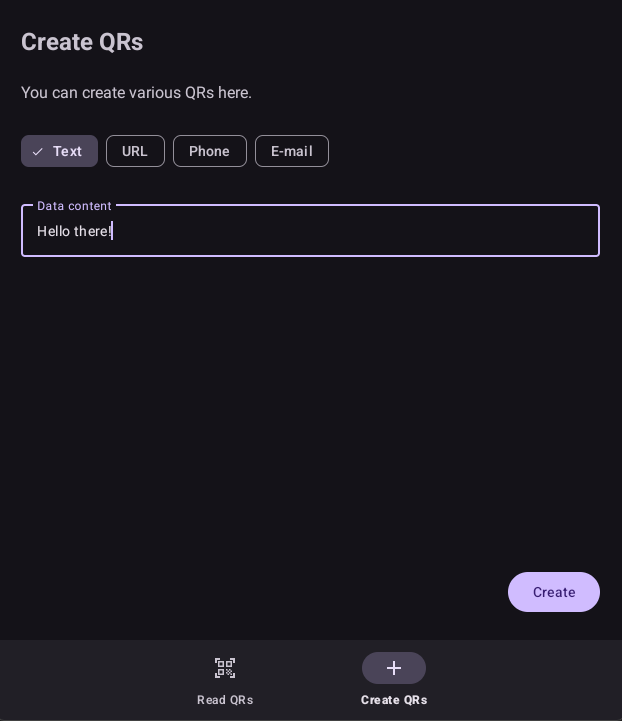 Create QRs
You can create various QRs here.
Text URL Phone E-mail
Data content
Hello there!
Create
Read QRs Create QRs